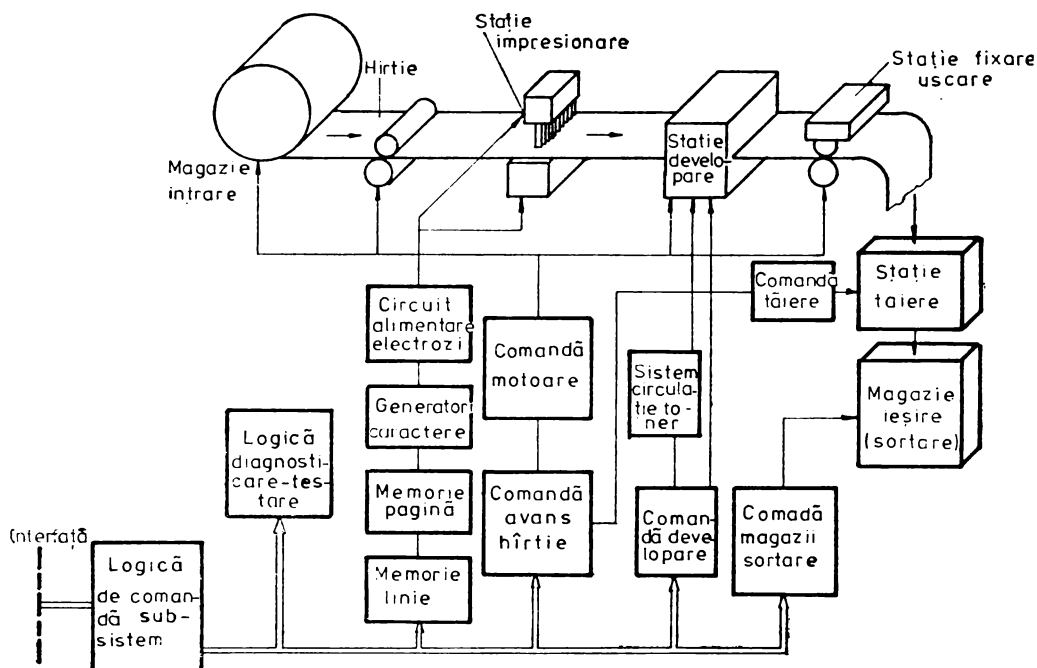 Stație
impresionare
Hîrtie
Stație fixare
uscare
Stație
develo-
pare
Magazie
intrare
Comandă
tăiere
Stație
taiere
Circuit
alimentare
electrozi
Comandă
motoare
Sistem
circula-
ție to-
ner
Magazie
ieșire
(sortare)
Generatori
caractere
Logică
diagnosti-
care-tes-
tare
Memorie
pagină
Comandă
avans
hîrtie
Coman-
dă deve-
lopare
Comadă
magazii
sortare
Interfață
Logică
de coman-
dă sub-
sistem
Memorie
linie